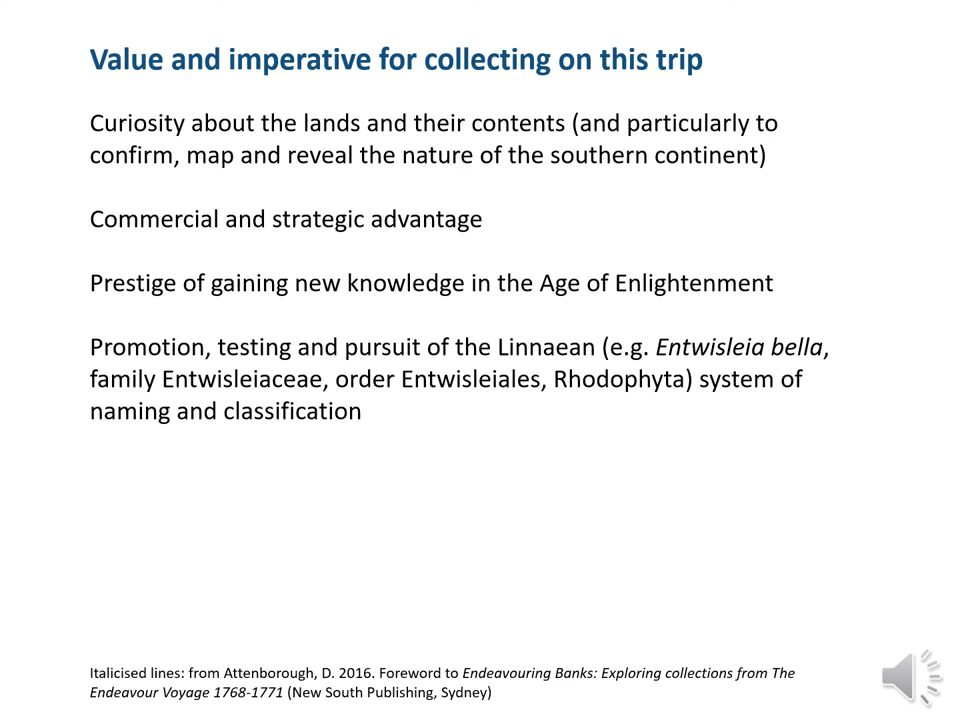 Value and imperative for collecting on this trip
Curiosity about the lands and their contents (and particularly to
confirm, map and reveal the nature of the southern continent)
Commercial and strategic advantage
Prestige of gaining new knowledge in the Age of Enlightenment
Promotion, testing and pursuit of the Linnaean (e.g. Entwisleia bella,
family Entwisleiaceae, order Entwisleiales, Rhodophyta) system of
naming and classification
Italicised lines: from Attenborough, D. 2016. Foreword to Endeavouring Banks: Exploring collections from The
Endeavour Voyage 1768-1771 (New South Publishing, Sydney)